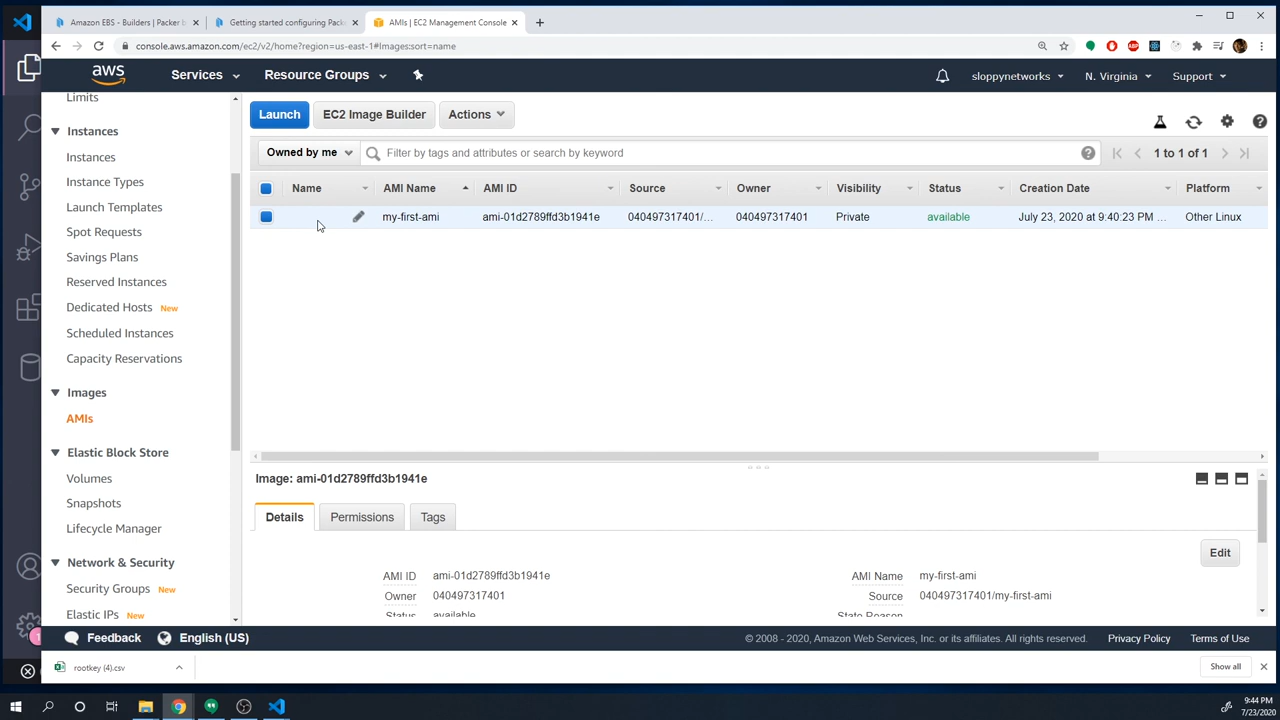 Amazon EBS - Builders | Packer b
Getting started configuring Pack
AMIs | EC2 Management Console
console.aws.amazon.com/ec2/v2/home?region=us-east-1#Images:sort=name
ABP
aws
Services
Resource Groups
sloppynetworks
N. Virginia
Support
Limits
Instances
Instances
Instance Types
Launch Templates
Spot Requests
Savings Plans
Reserved Instances
Dedicated Hosts New
Scheduled Instances
Capacity Reservations
Images
AMIs
Elastic Block Store
Volumes
Snapshots
Lifecycle Manager
Network & Security
Security Groups New
Elastic IPs New
Launch
EC2 Image Builder
Actions
Owned by me
Filter by tags and attributes or search by keyword
1 to 1 of 1
Name AMI Name AMI ID Source Owner Visibility Status Creation Date Platform
my-first-ami ami-01d2789ffd3b1941e 040497317401/... 040497317401 Private available July 23, 2020 at 9:40:23 PM ... Other Linux
Image: ami-01d2789ffd3b1941e
Details
Permissions
Tags
Edit
AMI ID ami-01d2789ffd3b1941e
AMI Name my-first-ami
Owner 040497317401
Source 040497317401/my-first-ami
Status available
State Reason
Feedback
English (US)
© 2008 - 2020, Amazon Web Services, Inc. or its affiliates. All rights reserved.
Privacy Policy
Terms of Use
rootkey (4).csv
Show all
9:44 PM
7/23/2020